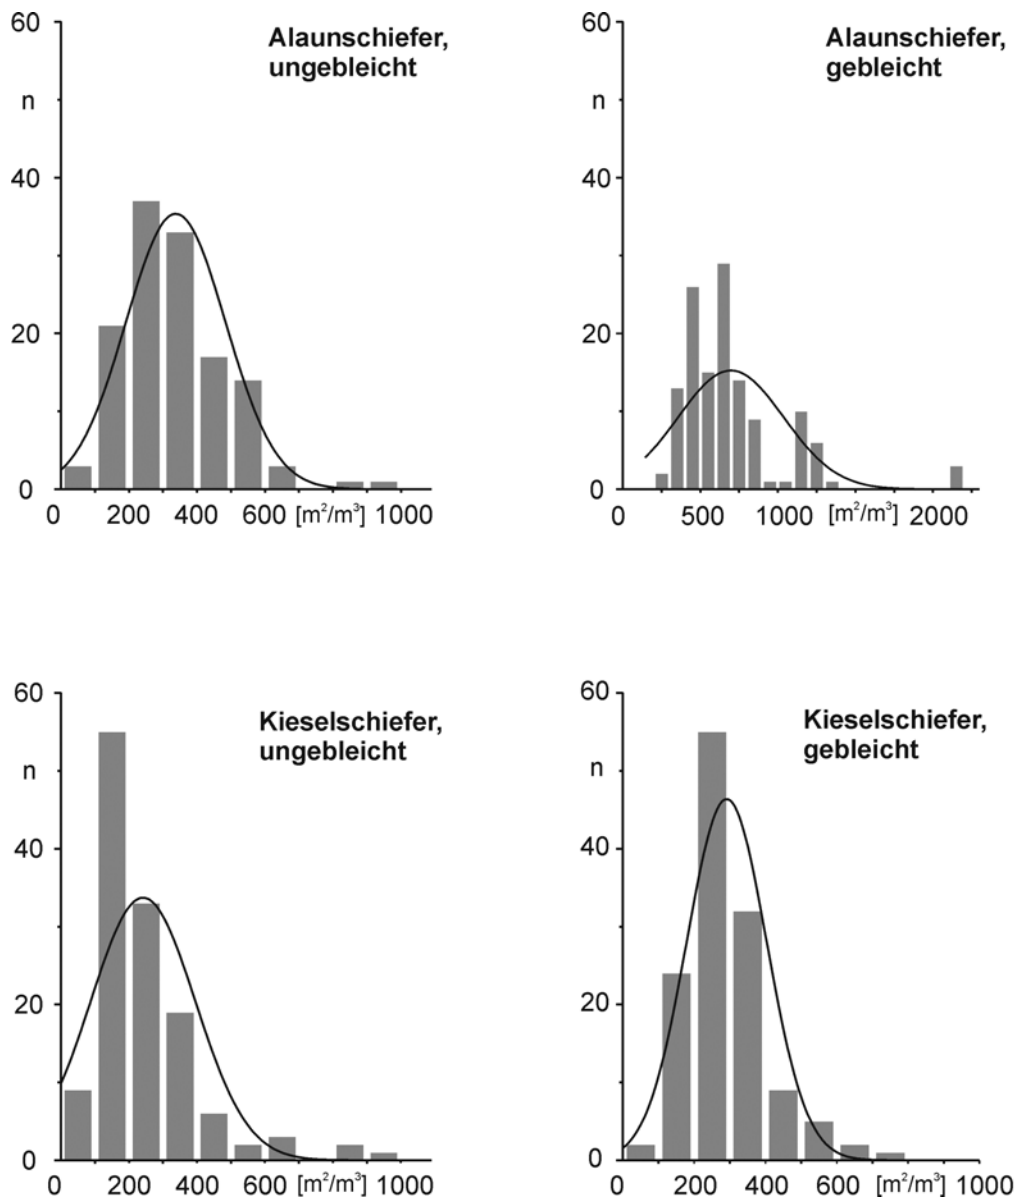 60
Alaunschiefer,
ungebleicht
n
40
20
0
0 200 400 600 [m²/m³] 1000
60
Alaunschiefer,
gebleicht
n
40
20
0
0 500 1000 [m²/m³] 2000
60
Kieselschiefer,
ungebleicht
n
40
20
0
0 200 400 600 [m²/m³] 1000
60
Kieselschiefer,
gebleicht
n
40
20
0
0 200 400 600 [m²/m³] 1000